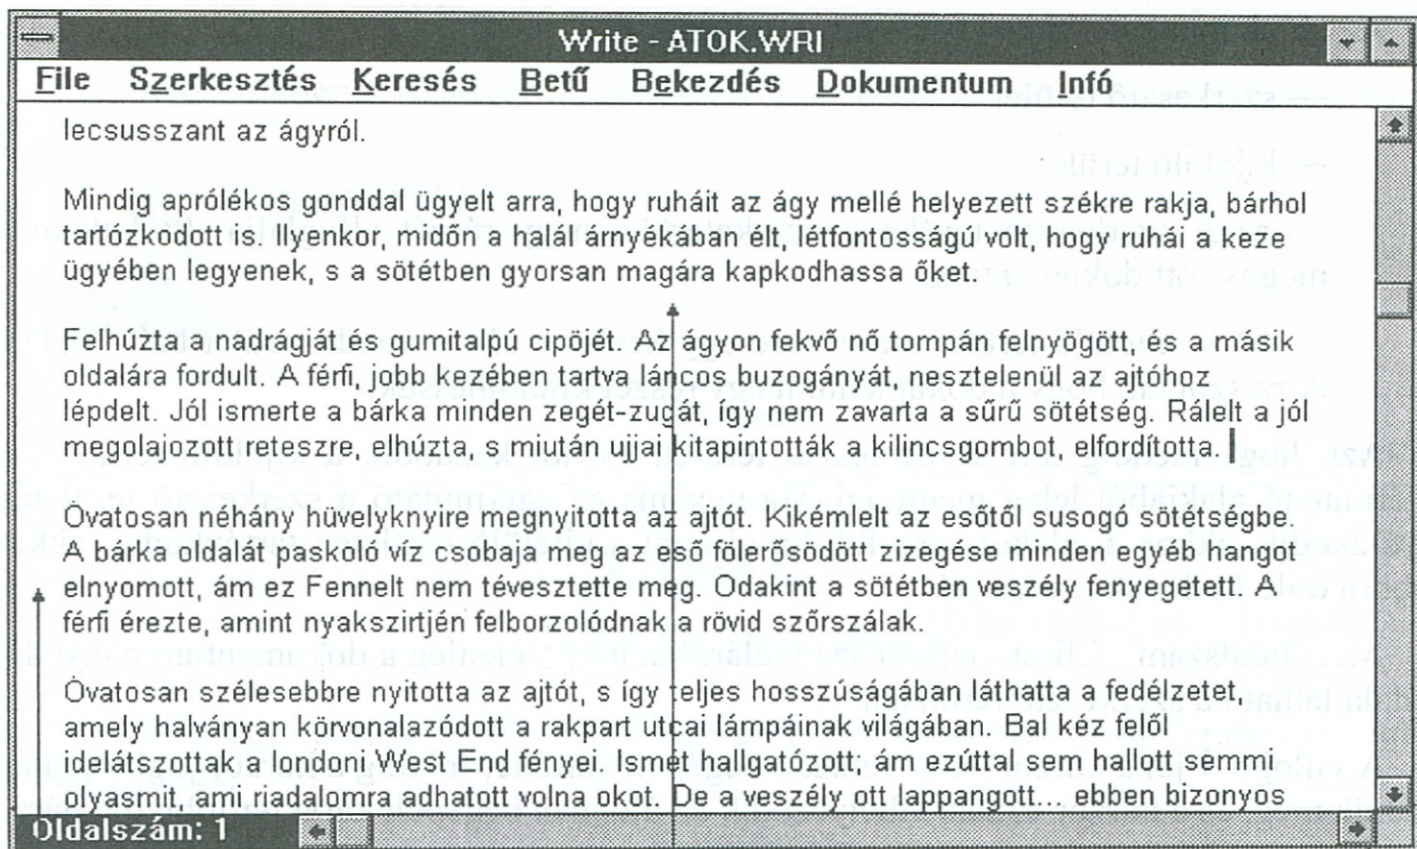 Write - ATOK.WRI
File Szerkesztés Keresés Betű Bekezdés Dokumentum Infó
lecsusszant az ágyról.
Mindig aprólékos gonddal ügyelt arra, hogy ruháit az ágy mellé helyezett székre rakja, bárhol
tartózkodott is. Ilyenkor, midőn a halál árnyékában élt, létfontosságú volt, hogy ruhái a keze
ügyében legyenek, s a sötétben gyorsan magára kapkodhassa őket.
Felhúzta a nadrágját és gumitalpú cipőjét. Az ágyon fekvő nő tompán felnyögött, és a másik
oldalára fordult. A férfi, jobb kezében tartva láncos buzogányát, nesztelenül az ajtóhoz
lépdelt. Jól ismerte a bárka minden zegét-zugát, így nem zavarta a sűrű sötétség. Rálelt a jól
megolajozott reteszre, elhúzta, s miután ujjai kitapintották a kilincsgombot, elfordította.
Óvatosan néhány hüvelyknyire megnyitotta az ajtót. Kikémlelt az esőtől susogó sötétségbe.
A bárka oldalát paskoló víz csobaja meg az eső fölerősödött zizegése minden egyéb hangot
elnyomott, ám ez Fennelt nem tévesztette meg. Odakint a sötétben veszély fenyegetett. A
férfi érezte, amint nyakszirtjén felborzolódnak a rövid szőrszálak.
Óvatosan szélesebbre nyitotta az ajtót, s így teljes hosszúságában láthatta a fedélzetet,
amely halványan körvonalazódott a rakpart utcai lámpáinak világában. Bal kéz felől
idelátszottak a londoni West End fényei. Ismét hallgatózott: ám ezúttal sem hallott semmi
olyasmit, ami riadalomra adhatott volna okot. De a veszély ott lappangott... ebben bizonyos
Oldalszám: 1